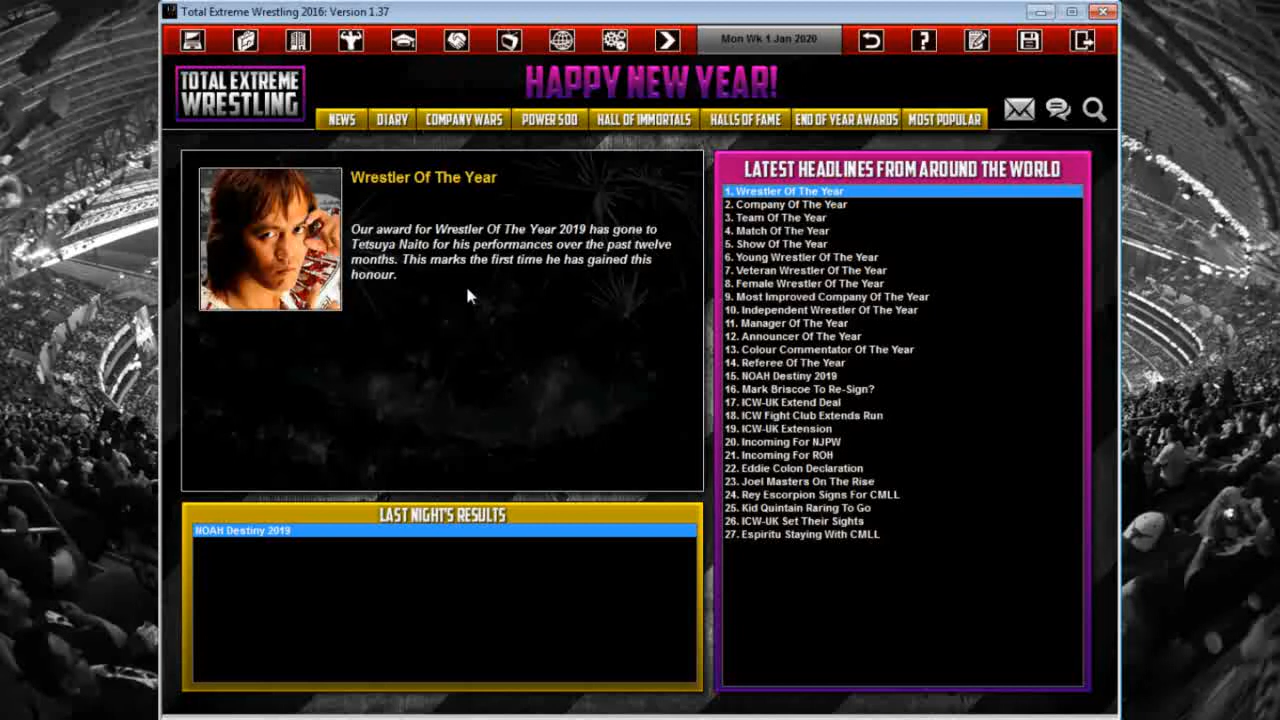 Total Extreme Wrestling 2016: Version 1.37
Mon Wk 1 Jan 2020
TOTAL EXTREME
WRESTLING
HAPPY NEW YEAR!
NEWS
DIARY
COMPANY WARS
POWER 500
HALL OF IMMORTALS
HALLS OF FAME
END OF YEAR AWARDS
MOST POPULAR
Wrestler Of The Year
Our award for Wrestler Of The Year 2019 has gone to
Tetsuya Naito for his performances over the past twelve
months. This marks the first time he has gained this
honour.
LAST NIGHT'S RESULTS
NOAH Destiny 2019
LATEST HEADLINES FROM AROUND THE WORLD
1. Wrestler Of The Year
2. Company Of The Year
3. Team Of The Year
4. Match Of The Year
5. Show Of The Year
6. Young Wrestler Of The Year
7. Veteran Wrestler Of The Year
8. Female Wrestler Of The Year
9. Most Improved Company Of The Year
10. Independent Wrestler Of The Year
11. Manager Of The Year
12. Announcer Of The Year
13. Colour Commentator Of The Year
14. Referee Of The Year
15. NOAH Destiny 2019
16. Mark Briscoe To Re-Sign?
17. ICW-UK Extend Deal
18. ICW Fight Club Extends Run
19. ICW-UK Extension
20. Incoming For NJPW
21. Incoming For ROH
22. Eddie Colon Declaration
23. Joel Masters On The Rise
24. Rey Escorpion Signs For CMLL
25. Kid Quintain Raring To Go
26. ICW-UK Set Their Sights
27. Espiritu Staying With CMLL